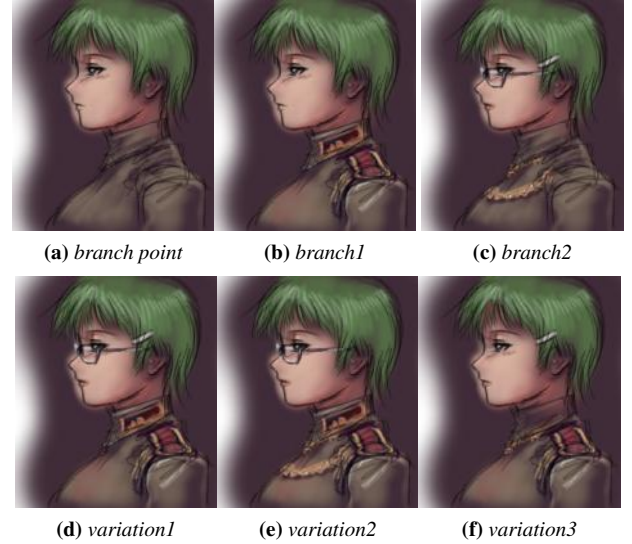 (a) branch point
(b) branch1
(c) branch2
(d) variation1
(e) variation2
(f) variation3